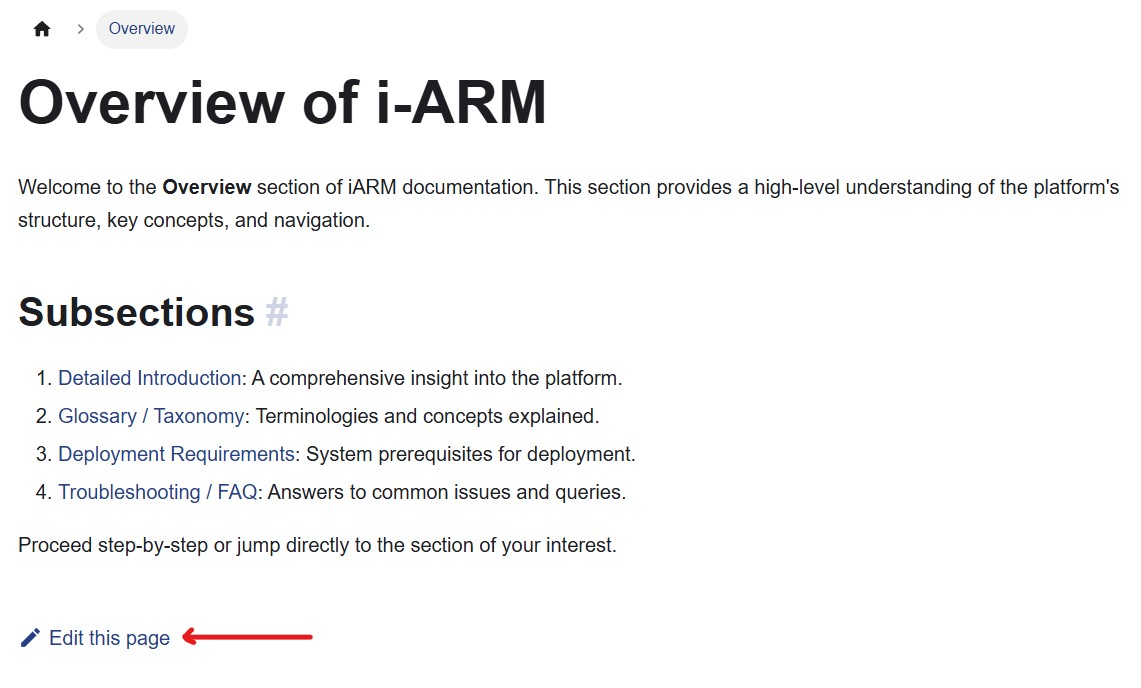 Overview
Overview of i-ARM
Welcome to the Overview section of iARM documentation. This section provides a high-level understanding of the platform's
structure, key concepts, and navigation.
Subsections #
1. Detailed Introduction: A comprehensive insight into the platform.
2. Glossary / Taxonomy: Terminologies and concepts explained.
3. Deployment Requirements: System prerequisites for deployment.
4. Troubleshooting / FAQ: Answers to common issues and queries.
Proceed step-by-step or jump directly to the section of your interest.
Edit this page